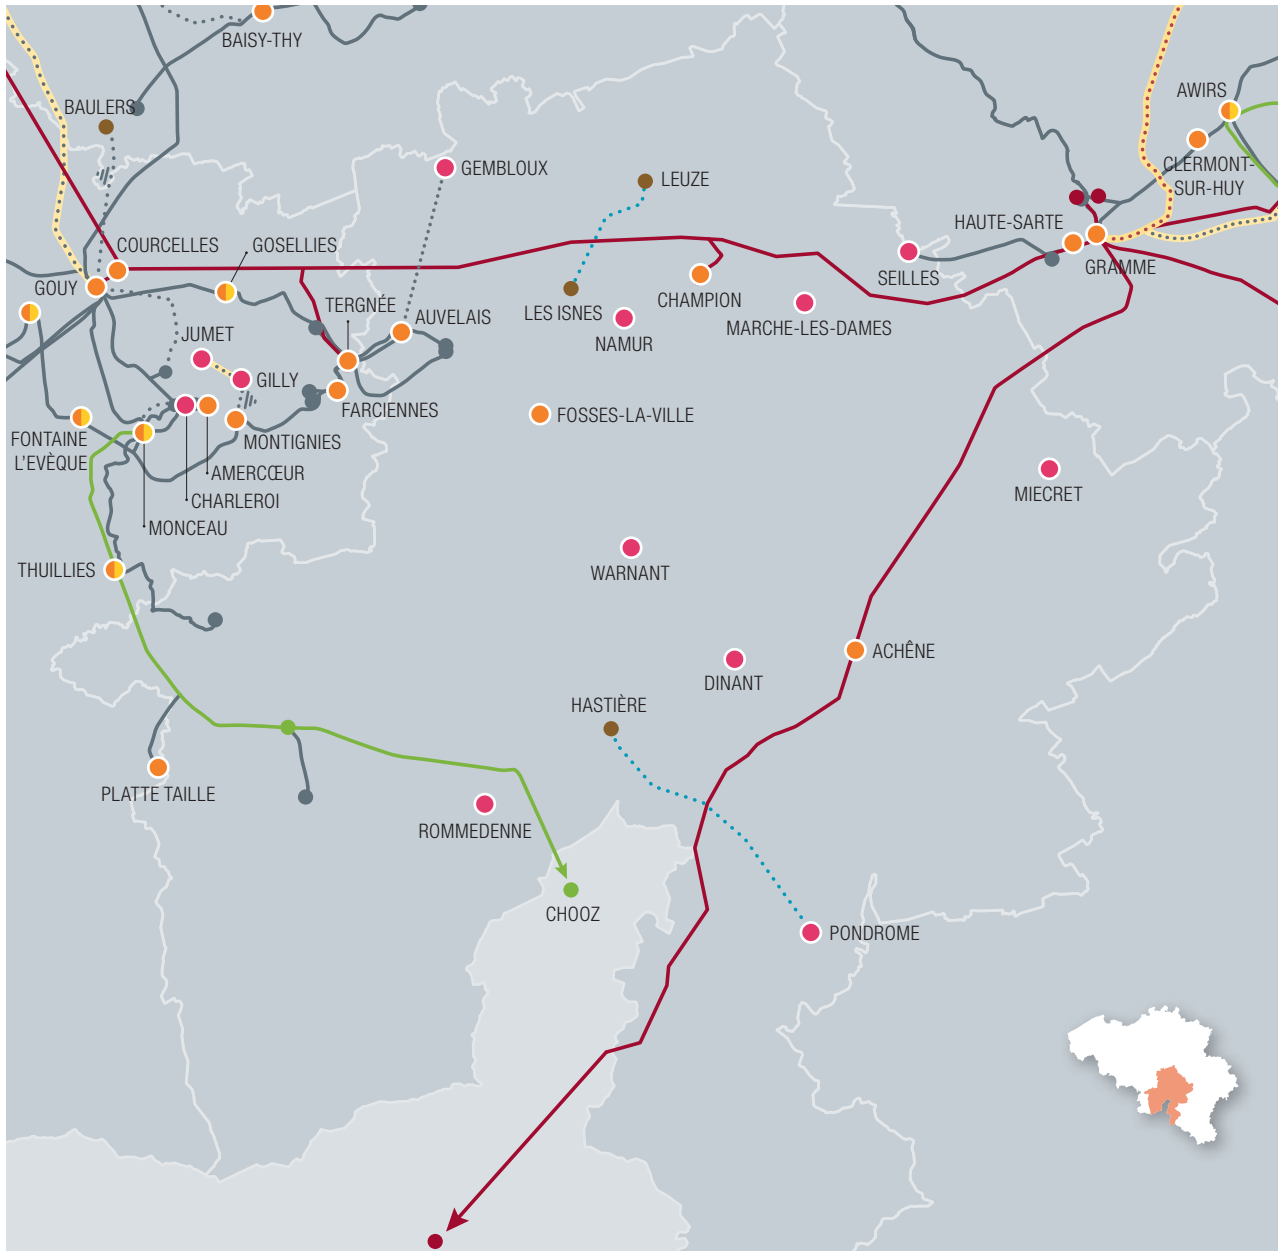 BAISY-THY
BAULERS
AWIRS
CLERMONT-
SUR-HUY
GEMBLOUX
LEUZE
HAUTE-SARTE
GRAMME
COURCELLES
GOSELLIES
SEILLES
GOUY
TERGNÉE
CHAMPION
LES ISNES
MARCHE-LES-DAMES
AUVELAIS
NAMUR
JUMET
GILLY
FARCIENNES
FOSSES-LA-VILLE
FONTAINE
L'EVÈQUE
MONTIGNIES
AMERCŒUR
CHARLEROI
MONCEAU
MIECRET
THUILLIES
WARNANT
ACHÊNE
DINANT
HASTIÈRE
PLATTE TAILLE
ROMMEDENNE
CHOOZ
PONDROME